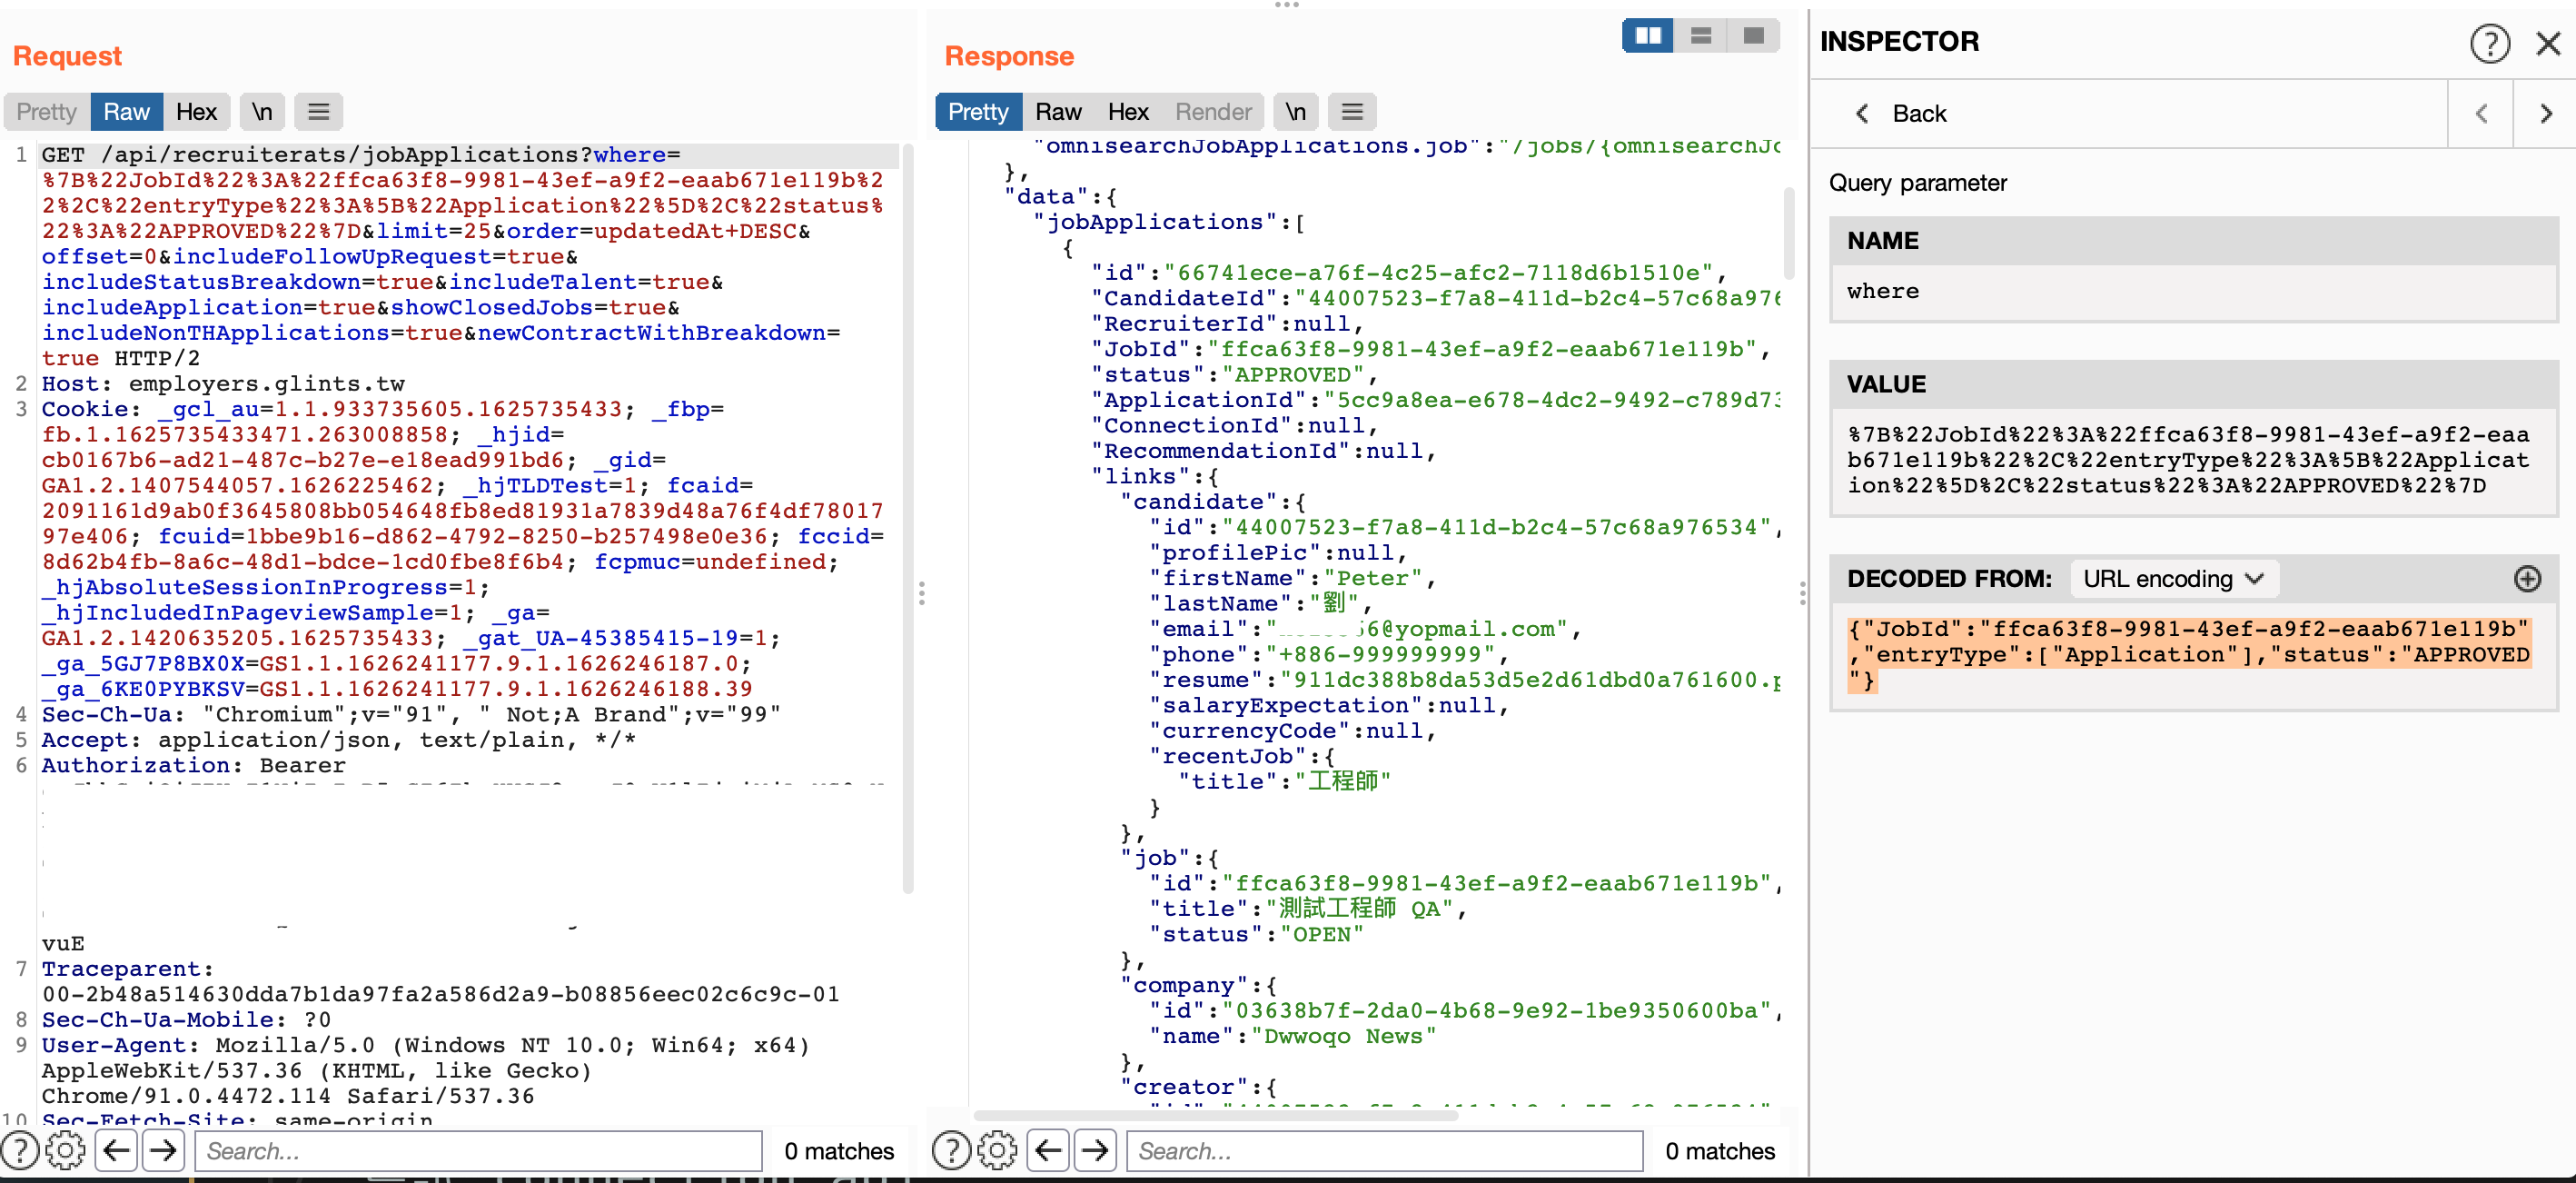 Request
Pretty Raw Hex \n
1 GET /api/recruiterats/jobApplications?where=
%7B%22JobId%22%3A%22ffca63f8-9981-43ef-a9f2-eaab671e119b%2
2%2C%22entryType%22%3A%5B%22Application%22%5D%2C%22status%
22%3A%22APPROVED%22%7D&limit=25&order=updatedAt+DESC&
offset=0&includeFollowUpRequest=true&
includeStatusBreakdown=true&includeTalent=true&
includeApplication=true&showClosedJobs=true&
includeNonTHApplications=true&newContractWithBreakdown=
true HTTP/2
2 Host: employers.glints.tw
3 Cookie: _gcl_au=1.1.933735605.1625735433; _fbp=
fb.1.1625735433471.263008858; _hjid=
cb0167b6-ad21-487c-b27e-e18ead991bd6; _gid=
GA1.2.1407544057.1626225462; _hjTLDTest=1; fcaid=
2091161d9ab0f3645808bb054648fb8ed81931a7839d48a76f4df78017
97e406; fcuid=1bbe9b16-d862-4792-8250-b257498e0e36; fccid=
8d62b4fb-8a6c-48d1-bdce-1cd0fbe8f6b4; fcpmuc=undefined;
_hjAbsoluteSessionInProgress=1;
_hjIncludedInPageviewSample=1; _ga=
GA1.2.1420635205.1625735433; _gat_UA-45385415-19=1;
_ga_5GJ7P8BX0X=GS1.1.1626241177.9.1.1626246187.0;
_ga_6KE0PYBKSV=GS1.1.1626241177.9.1.1626246188.39
4 Sec-Ch-Ua: "Chromium";v="91", " Not;A Brand";v="99"
5 Accept: application/json, text/plain, */*
6 Authorization: Bearer
vuE
7 Traceparent:
00-2b48a514630dda7b1da97fa2a586d2a9-b08856eec02c6c9c-01
8 Sec-Ch-Ua-Mobile: ?0
9 User-Agent: Mozilla/5.0 (Windows NT 10.0; Win64; x64)
AppleWebKit/537.36 (KHTML, like Gecko)
Chrome/91.0.4472.114 Safari/537.36
10 Sec-Fetch-Site: same-origin
Search...
0 matches
Response
Pretty Raw Hex Render \n
"omnisearchJobApplications.job":"/jobs/{omnisearchJo
},
"data":{
"jobApplications":[
{
"id":"66741ece-a76f-4c25-afc2-7118d6b1510e",
"CandidateId":"44007523-f7a8-411d-b2c4-57c68a976
"RecruiterId":null,
"JobId":"ffca63f8-9981-43ef-a9f2-eaab671e119b",
"status":"APPROVED",
"ApplicationId":"5cc9a8ea-e678-4dc2-9492-c789d73
"ConnectionId":null,
"RecommendationId":null,
"links":{
"candidate":{
"id":"44007523-f7a8-411d-b2c4-57c68a976534",
"profilePic":null,
"firstName":"Peter",
"lastName":"劉",
"email":" 56@yopmail.com",
"phone":"+886-999999999",
"resume":"911dc388b8da53d5e2d61dbd0a761600.p
"salaryExpectation":null,
"currencyCode":null,
"recentJob":{
"title":"工程師"
}
},
"job":{
"id":"ffca63f8-9981-43ef-a9f2-eaab671e119b",
"title":"測試工程師 QA",
"status":"OPEN"
},
"company":{
"id":"03638b7f-2da0-4b68-9e92-1be9350600ba",
"name":"Dwwoqo News"
},
"creator":{
Search...
0 matches
INSPECTOR
Back
Query parameter
NAME
where
VALUE
%7B%22JobId%22%3A%22ffca63f8-9981-43ef-a9f2-eaa
b671e119b%22%2C%22entryType%22%3A%5B%22Applicat
ion%22%5D%2C%22status%22%3A%22APPROVED%22%7D
DECODED FROM: URL encoding
{"JobId":"ffca63f8-9981-43ef-a9f2-eaab671e119b"
,"entryType":["Application"],"status":"APPROVED
"}